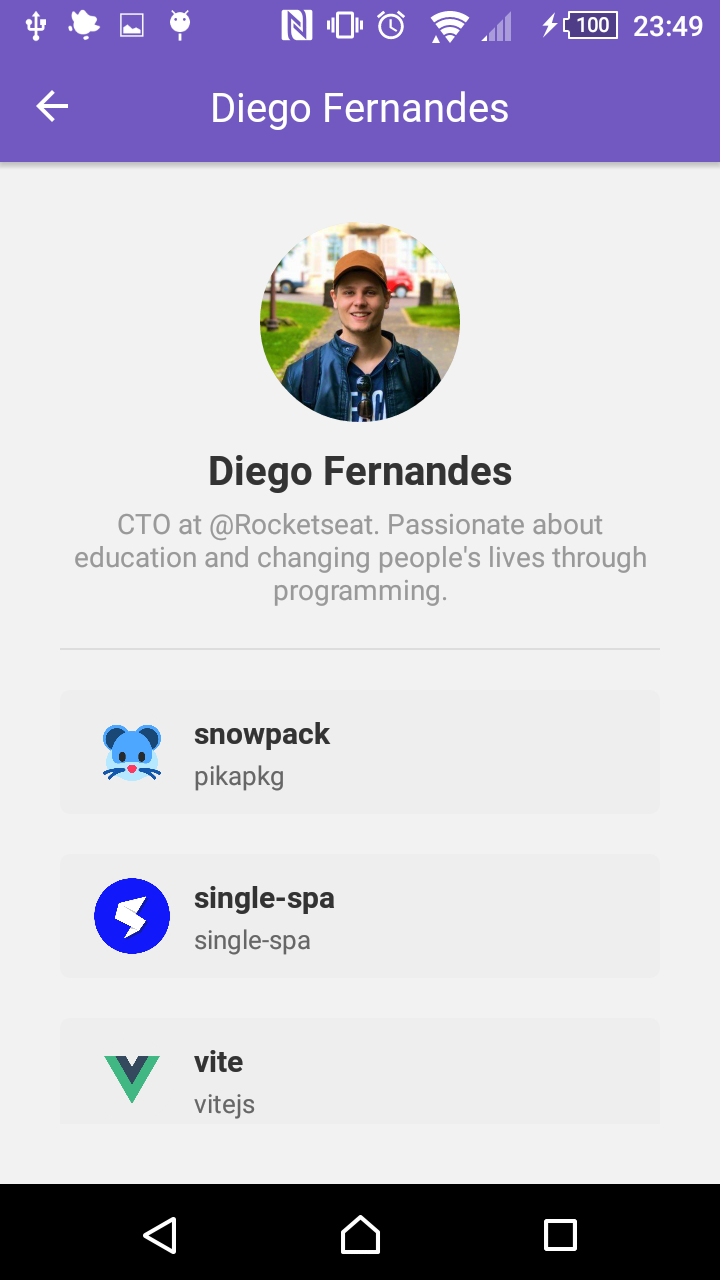 100 23:49
Diego Fernandes
Diego Fernandes
CTO at @Rocketseat. Passionate about
education and changing people's lives through
programming.
snowpack
pikapkg
single-spa
single-spa
vite
vitejs